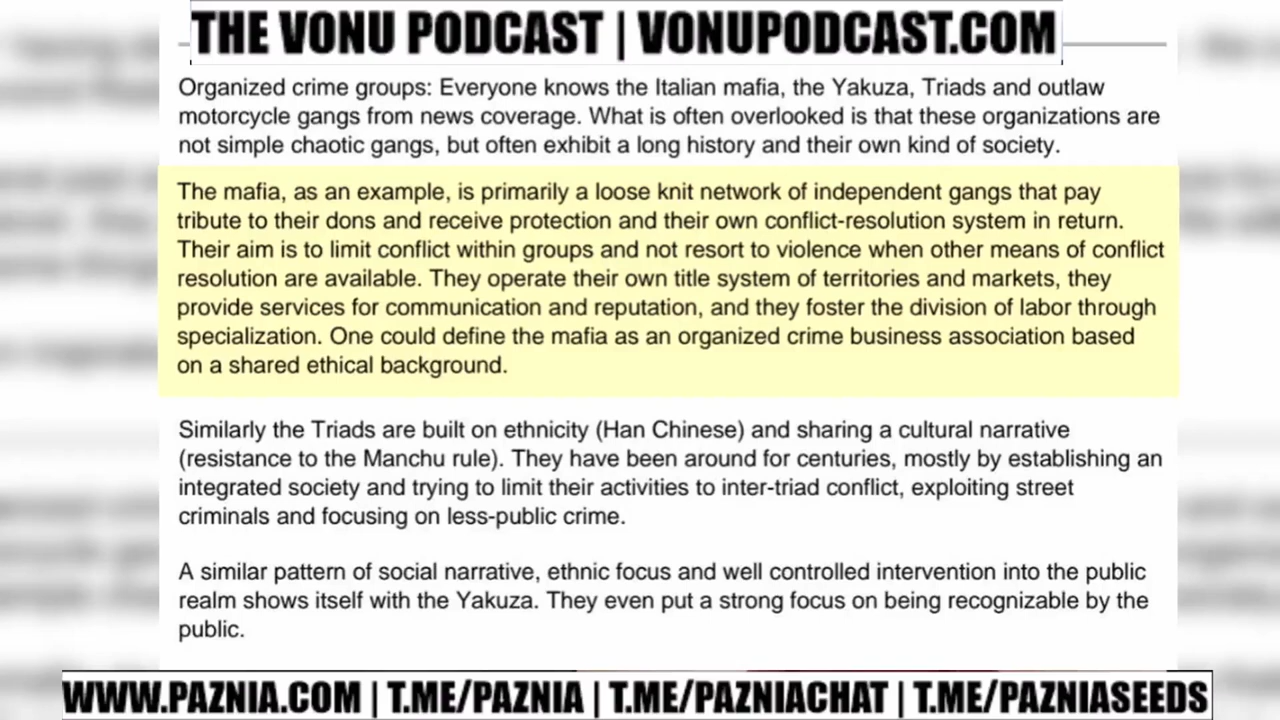 THE VONU PODCAST | VONUPODCAST.COM
Organized crime groups: Everyone knows the Italian mafia, the Yakuza, Triads and outlaw
motorcycle gangs from news coverage. What is often overlooked is that these organizations are
not simple chaotic gangs, but often exhibit a long history and their own kind of society.
The mafia, as an example, is primarily a loose knit network of independent gangs that pay
tribute to their dons and receive protection and their own conflict-resolution system in return.
Their aim is to limit conflict within groups and not resort to violence when other means of conflict
resolution are available. They operate their own title system of territories and markets, they
provide services for communication and reputation, and they foster the division of labor through
specialization. One could define the mafia as an organized crime business association based
on a shared ethical background.
Similarly the Triads are built on ethnicity (Han Chinese) and sharing a cultural narrative
(resistance to the Manchu rule). They have been around for centuries, mostly by establishing an
integrated society and trying to limit their activities to inter-triad conflict, exploiting street
criminals and focusing on less-public crime.
A similar pattern of social narrative, ethnic focus and well controlled intervention into the public
realm shows itself with the Yakuza. They even put a strong focus on being recognizable by the
public.
WWW.PAZNIA.COM | T.ME/PAZNIA | T.ME/PAZNIACHAT | T.ME/PAZNIASEEDS